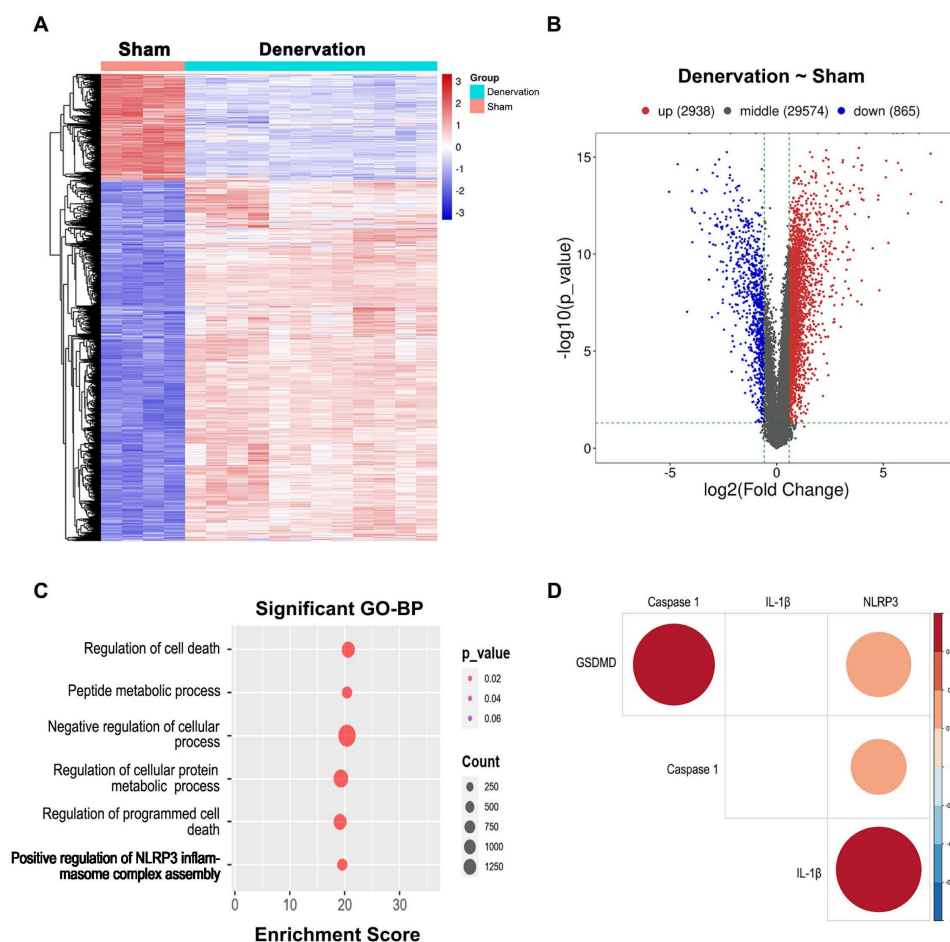 A
Sham
Denervation
3
2
1
0
-1
-2
-3
Group
Denervation
Sham
B
Denervation ~ Sham
up (2938)
middle (29574)
down (865)
15
10
5
0
-log10(p_value)
-5
0
5
log2(Fold Change)
C
Significant GO-BP
Regulation of cell death
Peptide metabolic process
Negative regulation of cellular
process
Regulation of cellular protein
metabolic process
Regulation of programmed cell
death
Positive regulation of NLRP3 inflam-
masome complex assembly
0
10
20
30
Enrichment Score
p_value
0.02
0.04
0.06
Count
250
500
750
1000
1250
D
Caspase 1
IL-1β
NLRP3
GSDMD
Caspase 1
IL-1β